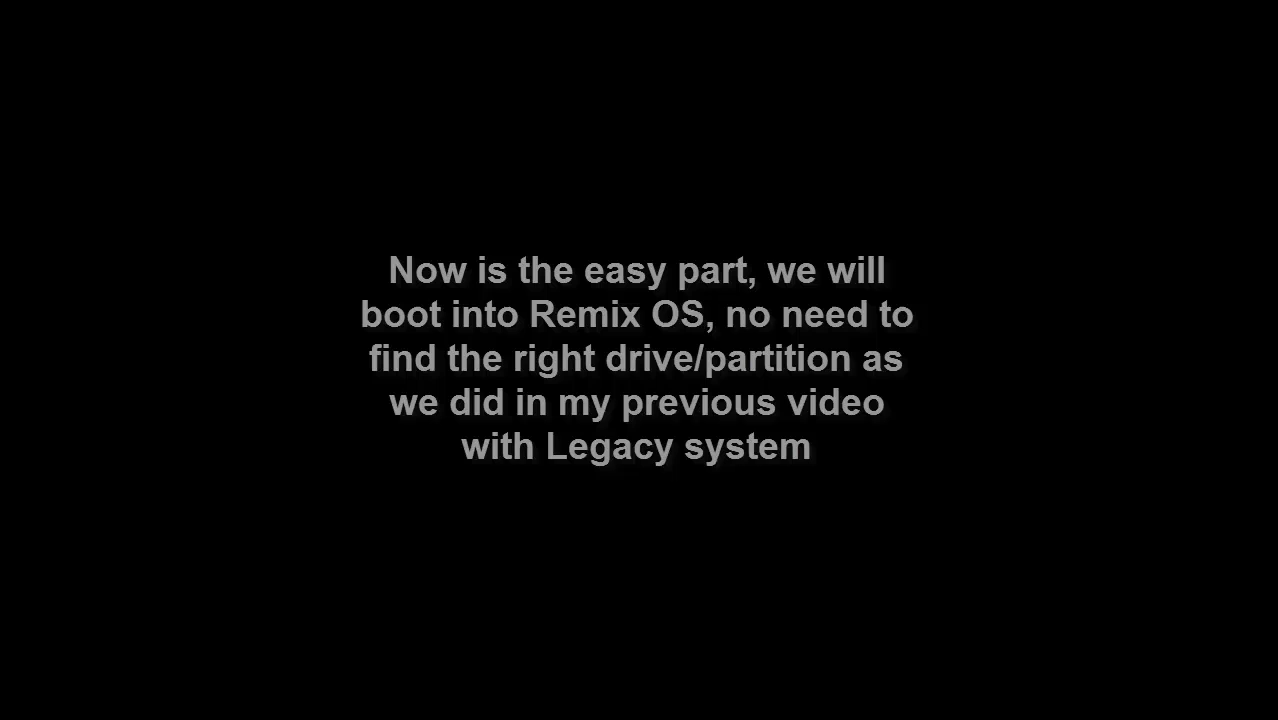 Now is the easy part, we will
boot into Remix OS, no need to
find the right drive/partition as
we did in my previous video
with Legacy system